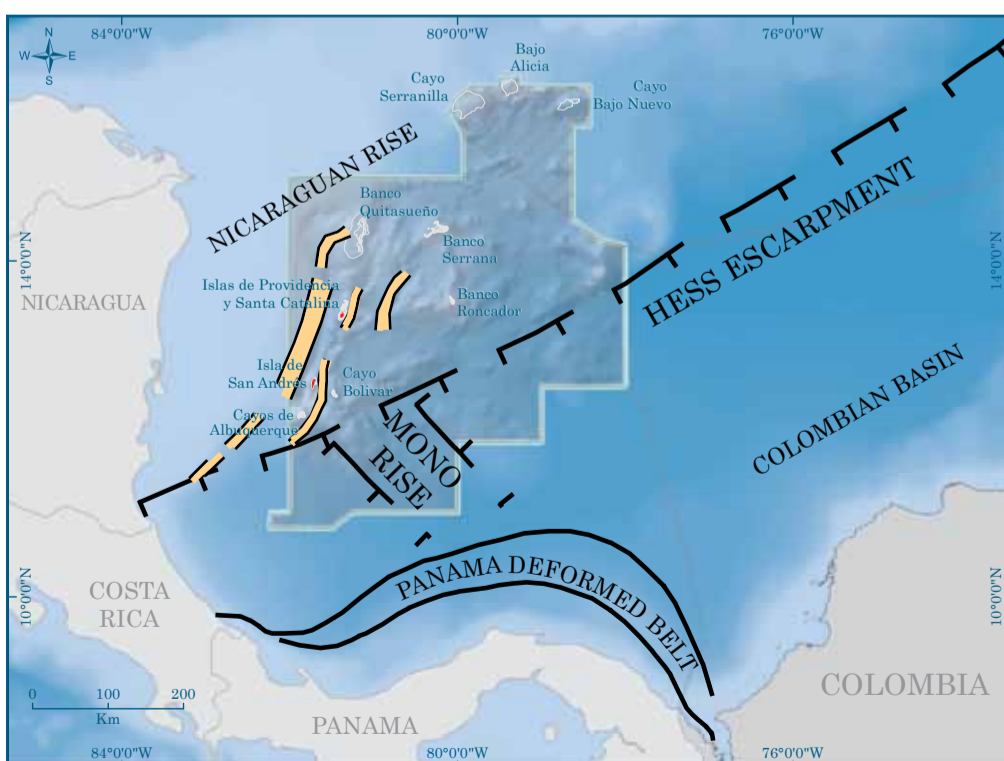 84°0'0"W
80°0'0"W
76°0'0"W
N
W
E
S
Bajo
Alicia
Cayo
Serranilla
Cayo
Bajo Nuevo
NICARAGUAN RISE
Banco
Quitasueño
Banco
Serrana
HESS ESCARPMENT
14°0'0"N
14°0'0"N
NICARAGUA
Islas de Providencia
y Santa Catalina
Banco
Roncador
Isla de
San Andrés
Cayo
Bolivar
Cayos de
Albuquerque
MONO
RISE
COLOMBIAN BASIN
PANAMA DEFORMED BELT
10°0'0"N
10°0'0"N
COSTA
RICA
COLOMBIA
PANAMA
0
100
200
Km
84°0'0"W
80°0'0"W
76°0'0"W